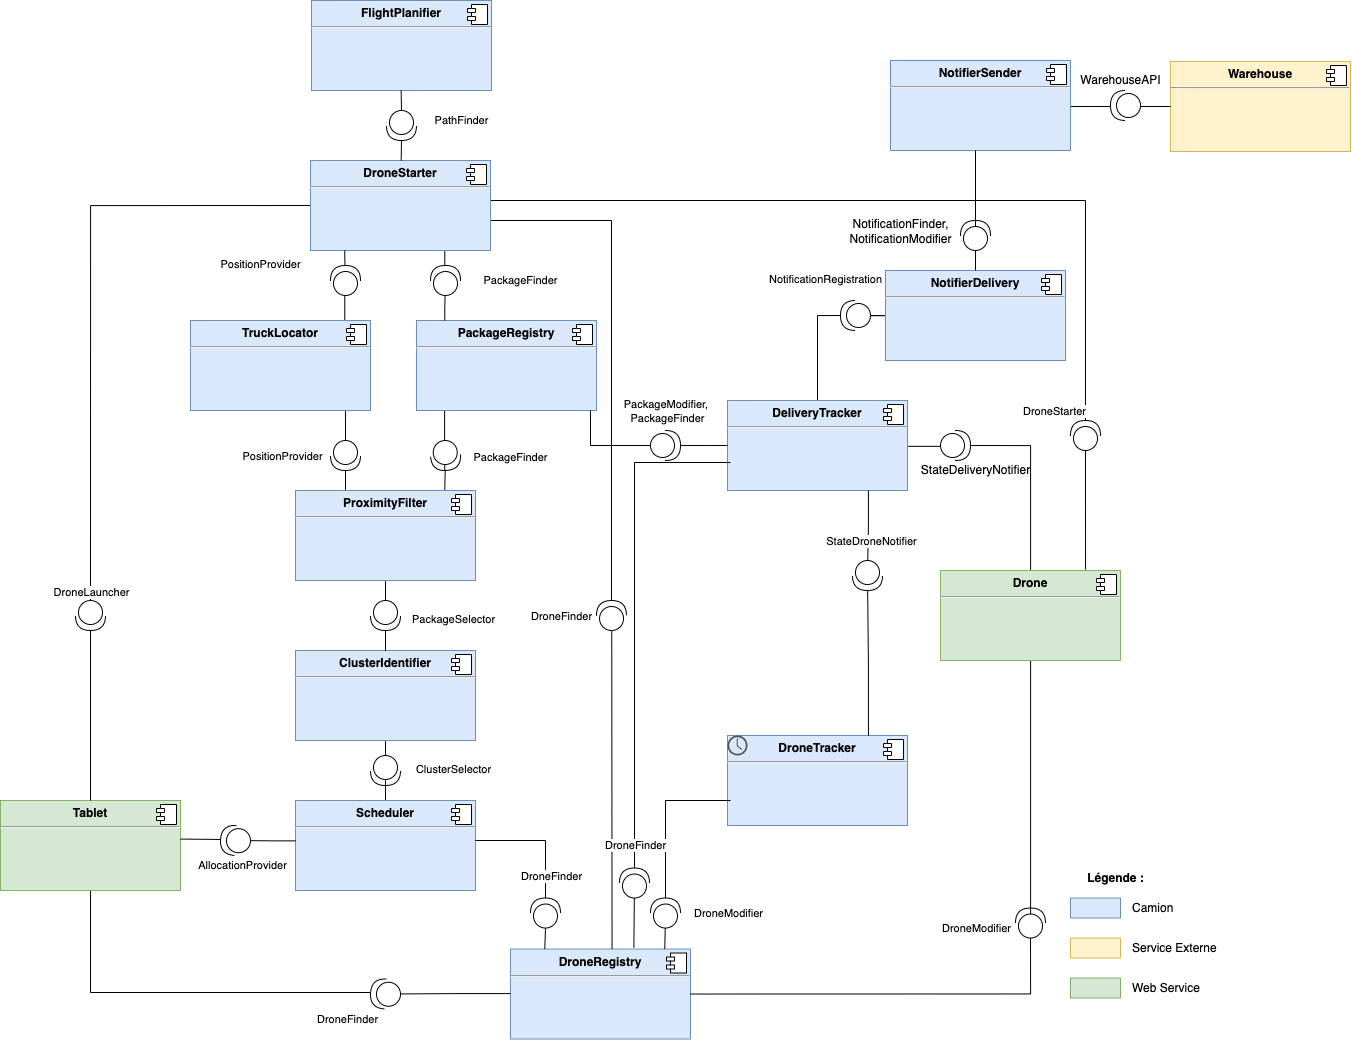 FlightPlanifier
NotifierSender
WarehouseAPI
Warehouse
PathFinder
DroneStarter
NotificationFinder,
NotificationModifier
PositionProvider
PackageFinder
NotificationRegistration
NotifierDelivery
TruckLocator
PackageRegistry
PackageModifier,
PackageFinder
DeliveryTracker
DroneStarter
PositionProvider
PackageFinder
StateDeliveryNotifier
ProximityFilter
StateDroneNotifier
Drone
DroneLauncher
PackageSelector
DroneFinder
ClusterIdentifier
DroneTracker
ClusterSelector
Tablet
Scheduler
AllocationProvider
DroneFinder
DroneFinder
DroneModifier
DroneModifier
DroneRegistry
DroneFinder
Légende :
Camion
Service Externe
Web Service